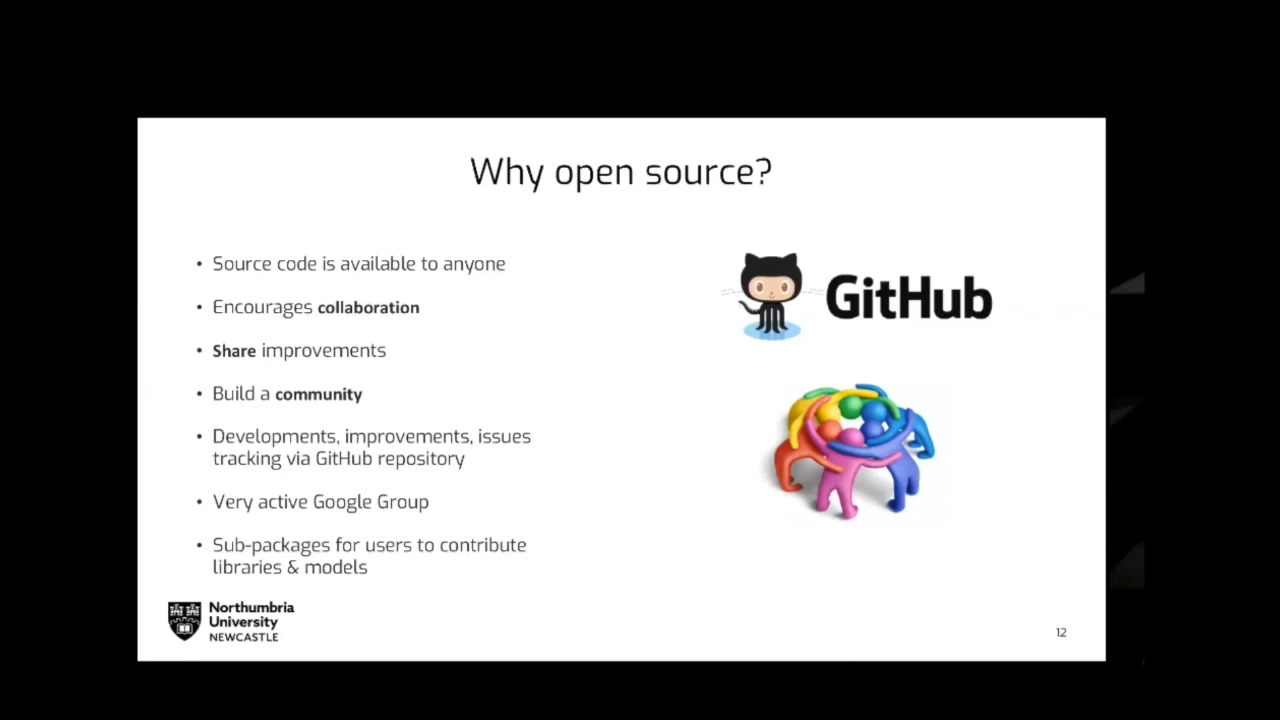 Why open source?
• Source code is available to anyone
• Encourages collaboration
• Share improvements
• Build a community
• Developments, improvements, issues
tracking via GitHub repository
• Very active Google Group
• Sub-packages for users to contribute
libraries & models
GitHub
Northumbria
University
NEWCASTLE
12